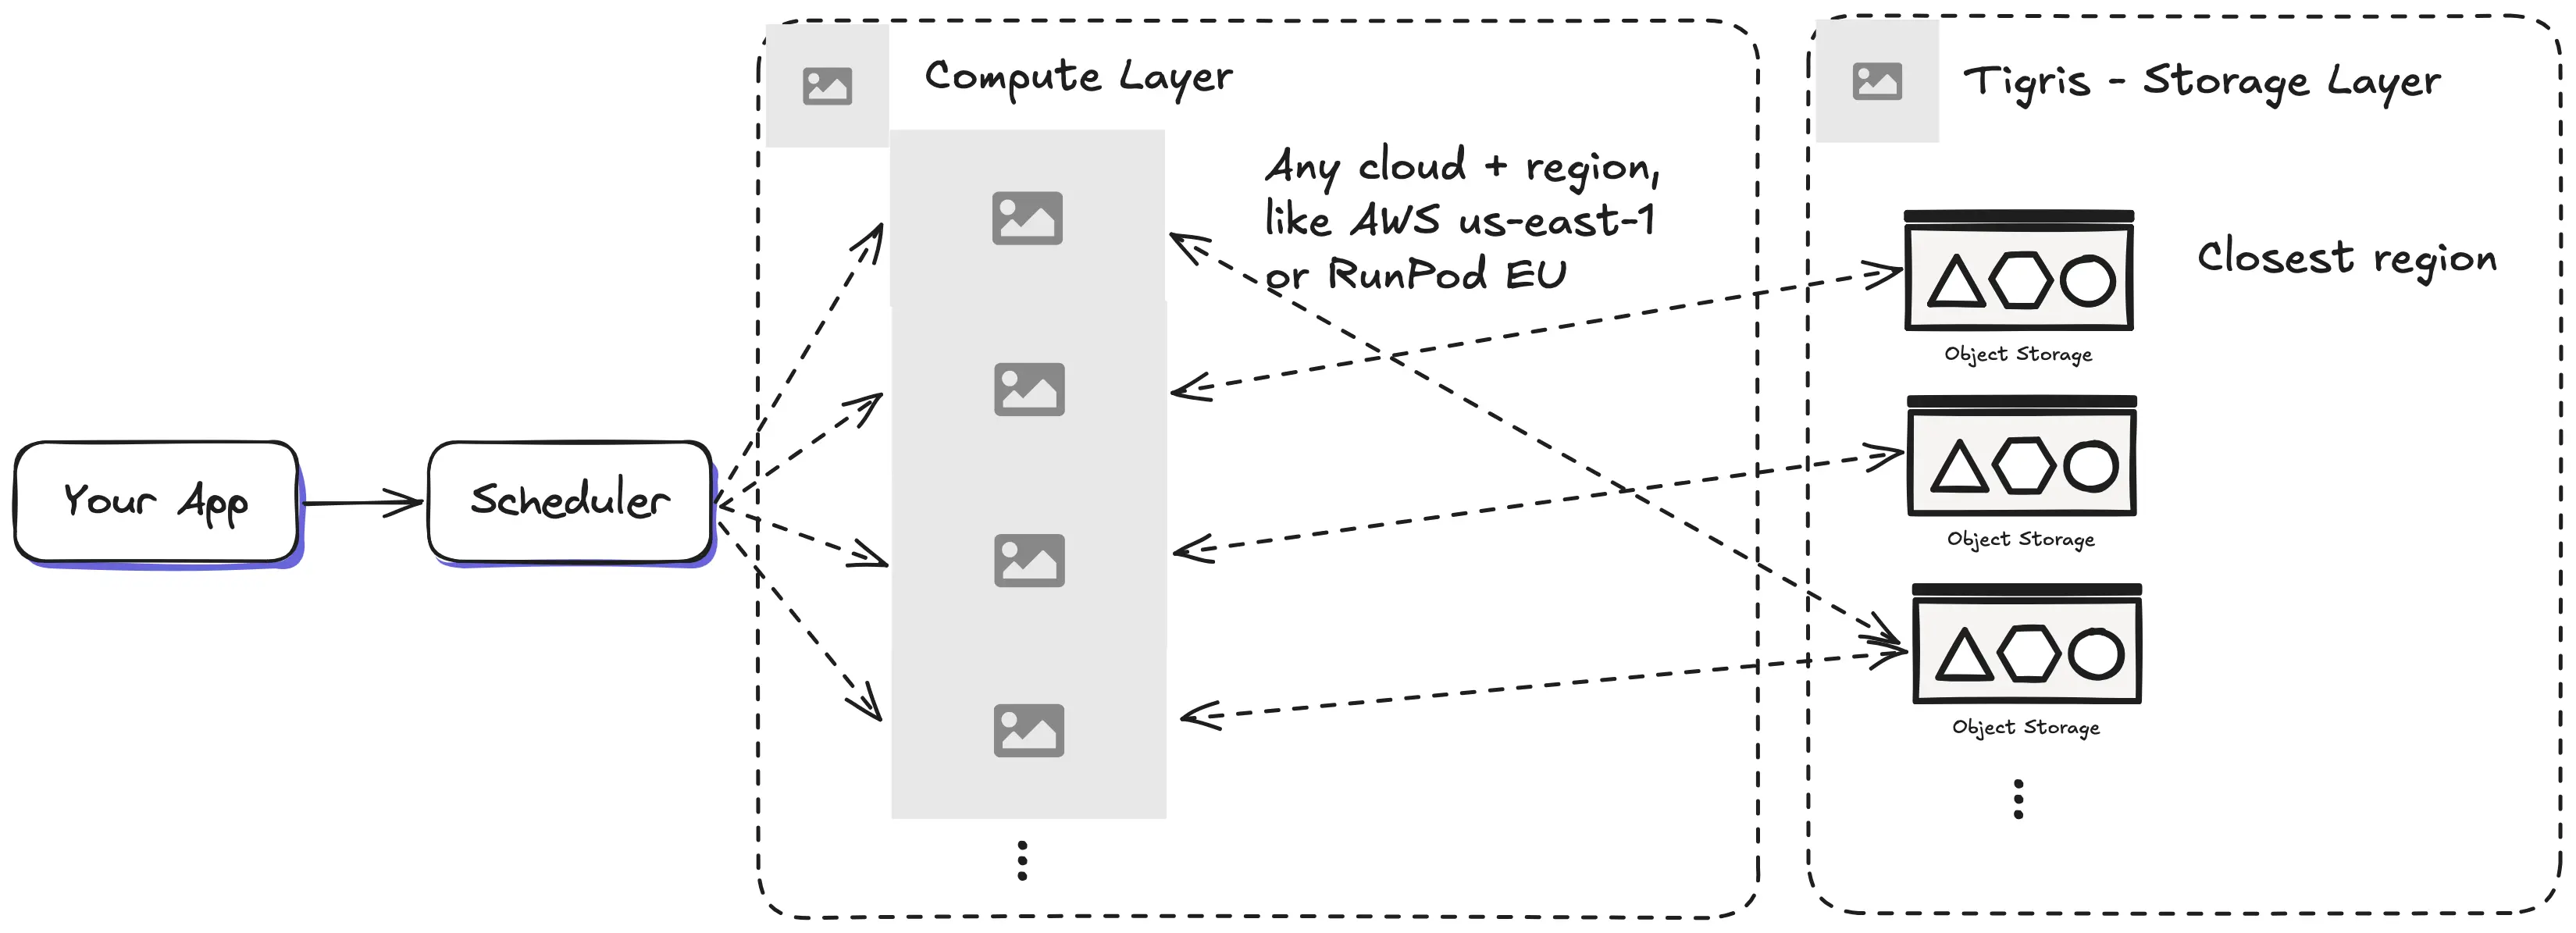 Your App
Scheduler
Compute Layer
Any cloud + region,
like AWS us-east-1
or RunPod EU
Tigris - Storage Layer
Closest region
Object Storage
Object Storage
Object Storage